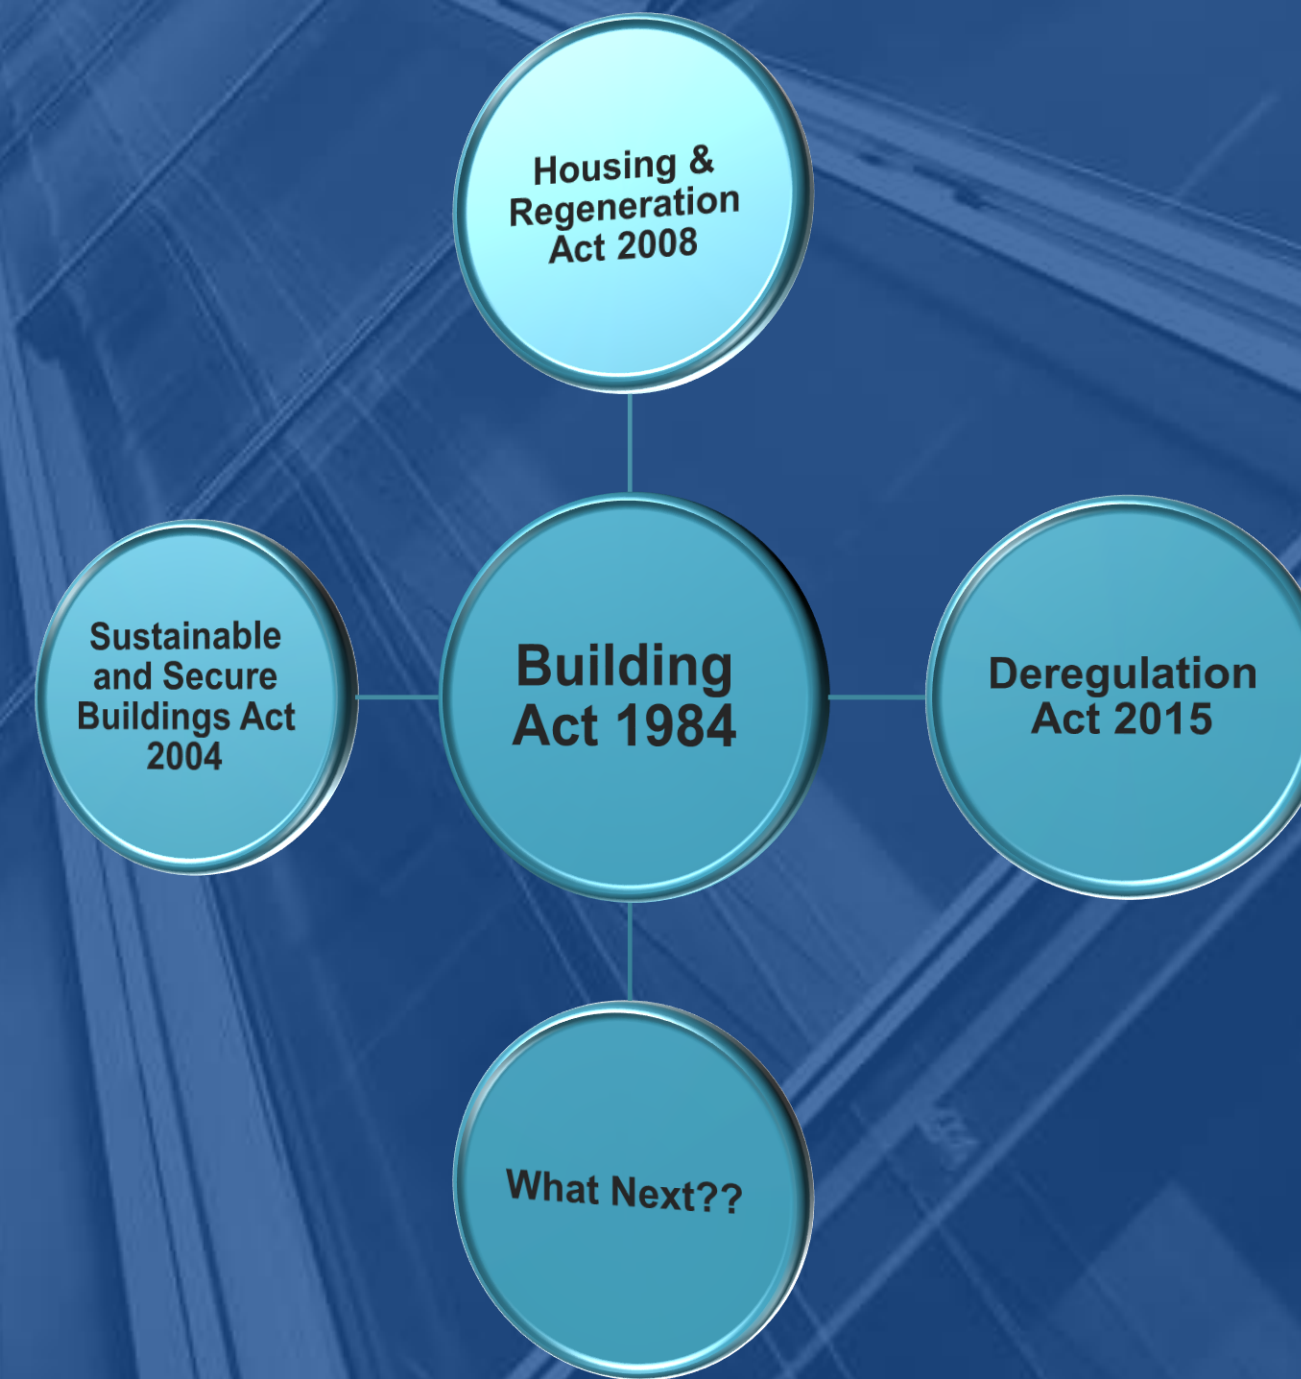 Housing &
Regeneration
Act 2008
Sustainable
and Secure
Buildings Act
2004
Building
Act 1984
Deregulation
Act 2015
What Next??